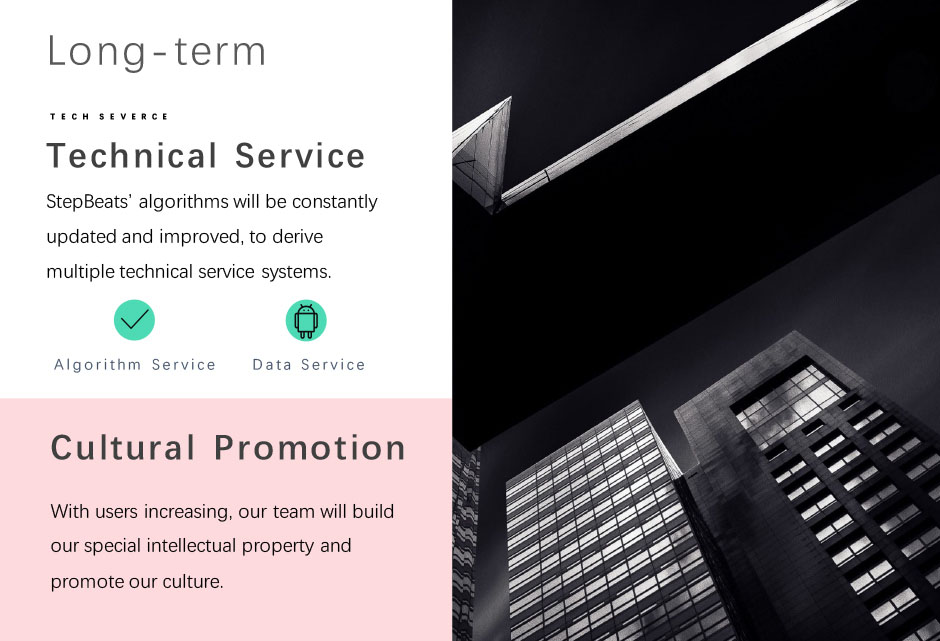 Long-term
TECH SEVERCE
Technical Service
StepBeats’ algorithms will be constantly
updated and improved, to derive
multiple technical service systems.
Algorithm Service
Data Service
Cultural Promotion
With users increasing, our team will build
our special intellectual property and
promote our culture.